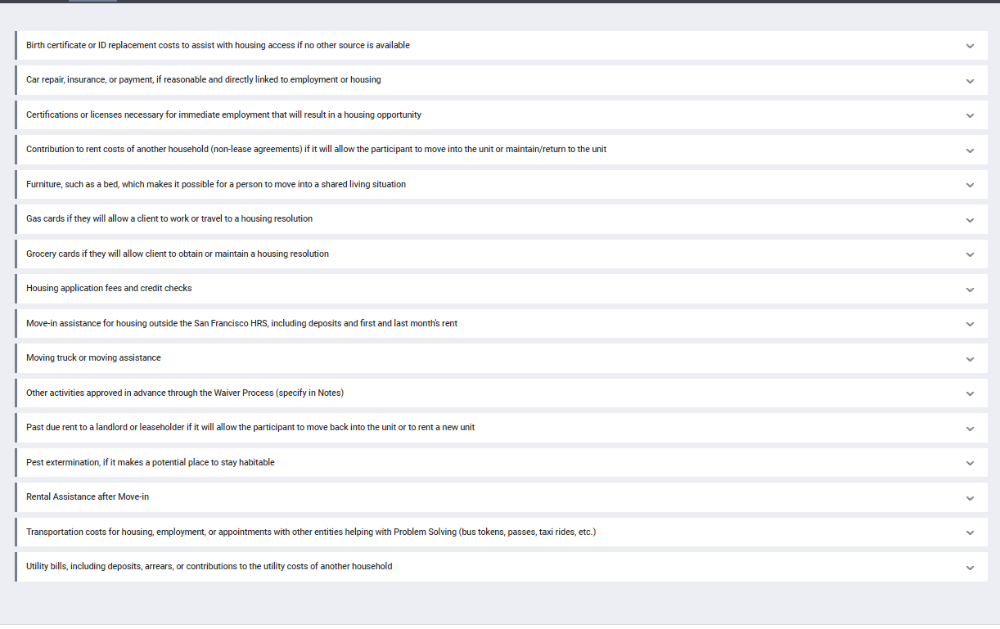 Birth certificate or ID replacement costs to assist with housing access if no other source is available
Car repair, insurance, or payment, if reasonable and directly linked to employment or housing
Certifications or licenses necessary for immediate employment that will result in a housing opportunity
Contribution to rent costs of another household (non-lease agreements) if it will allow the participant to move into the unit or maintain/return to the unit
Furniture, such as a bed, which makes it possible for a person to move into a shared living situation
Gas cards if they will allow a client to work or travel to a housing resolution
Grocery cards if they will allow client to obtain or maintain a housing resolution
Housing application fees and credit checks
Move-in assistance for housing outside the San Francisco HRS, including deposits and first and last month's rent
Moving truck or moving assistance
Other activities approved in advance through the Waiver Process (specify in Notes)
Past due rent to a landlord or leaseholder if it will allow the participant to move back into the unit or to rent a new unit
Pest extermination, if it makes a potential place to stay habitable
Rental Assistance after Move-in
Transportation costs for housing, employment, or appointments with other entities helping with Problem Solving (bus tokens, passes, taxi rides, etc.)
Utility bills, including deposits, arrears, or contributions to the utility costs of another household